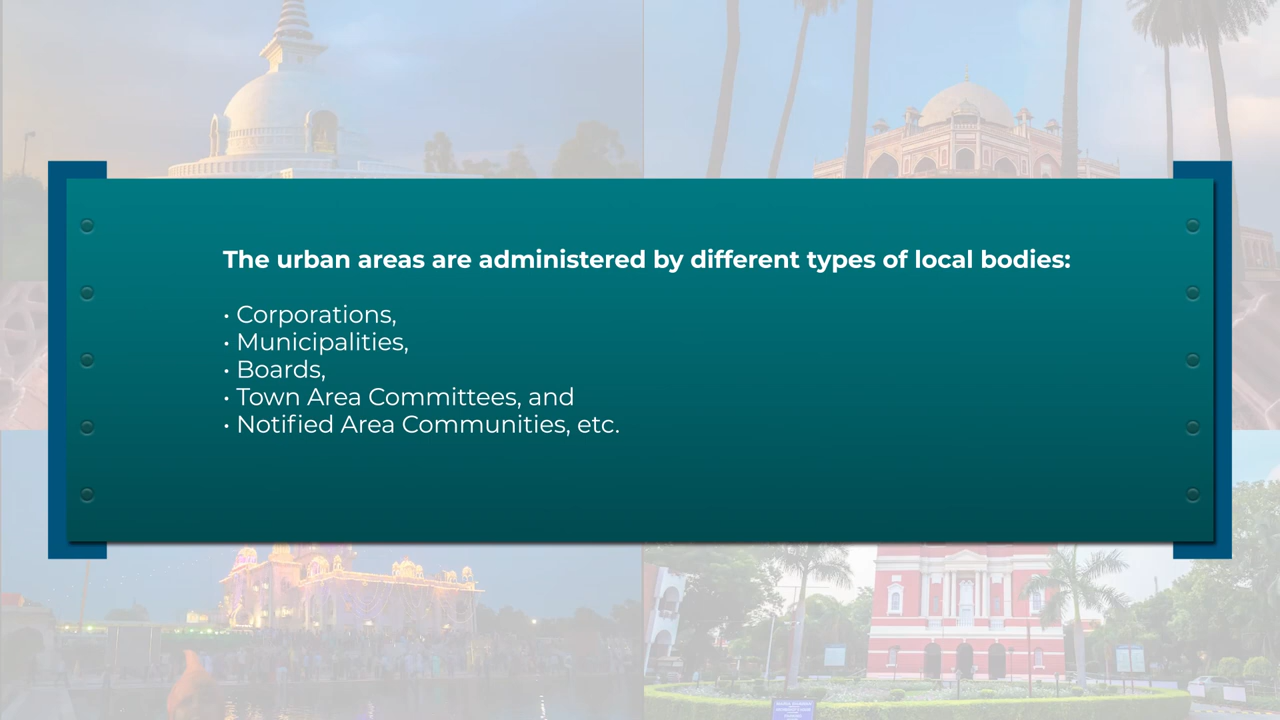 The urban areas are administered by different types of local bodies:
• Corporations,
• Municipalities,
• Boards,
• Town Area Committees, and
• Notified Area Communities, etc.